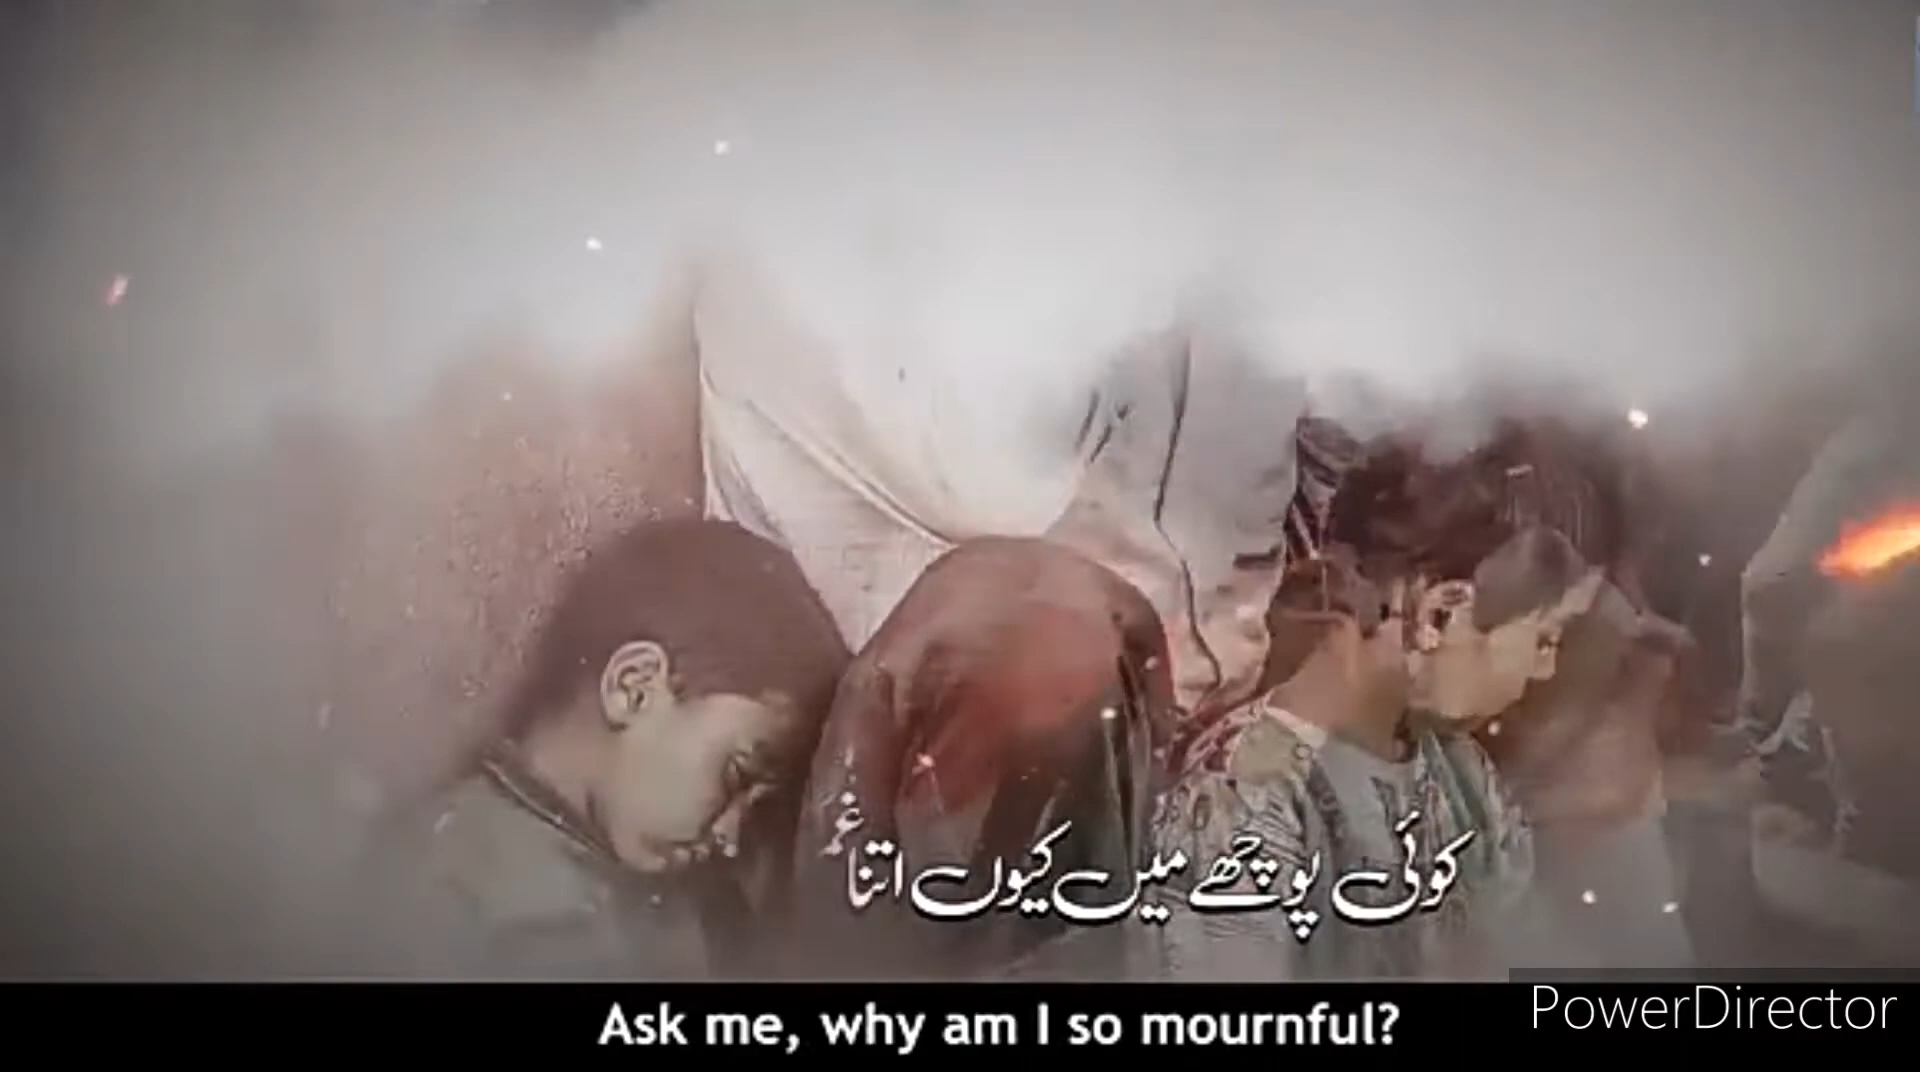 کوئی پوچھے میں کیوں اتنا غم
Ask me, why am I so mournful?
PowerDirector